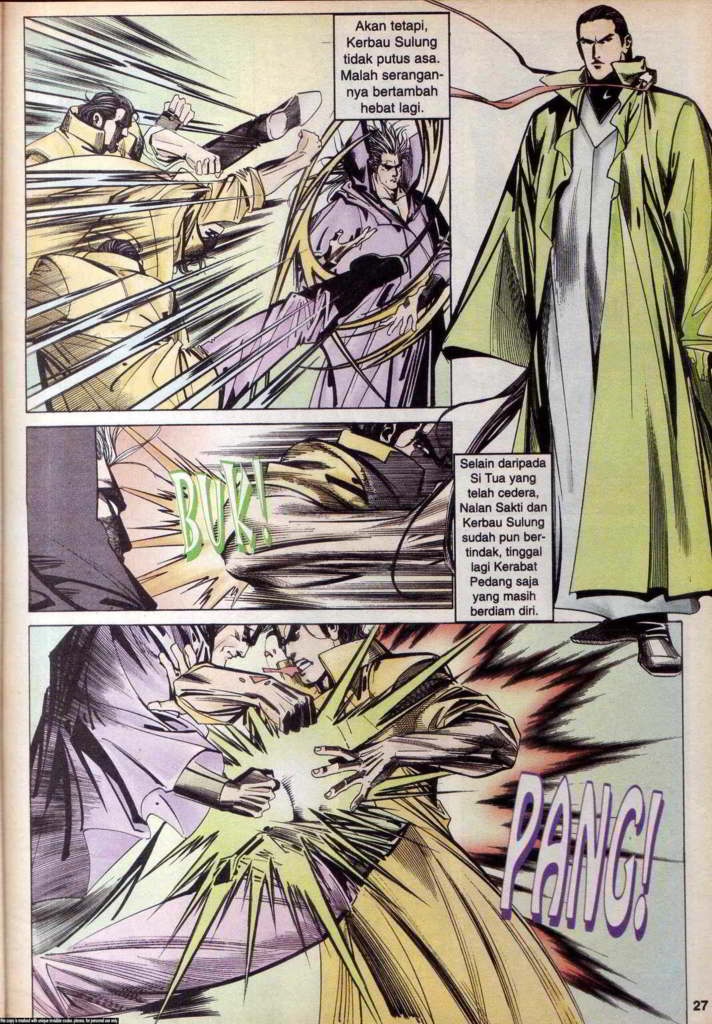 Akan tetapi,
Kerbau Sulung
tidak putus asa.
Malah serangan-
nya bertambah
hebat lagi.
BUK!
Selain daripada
Si Tua yang
telah cedera,
Nalan Sakti dan
Kerbau Sulung
sudah pun ber-
tindak, tinggal
lagi Kerabat
Pedang saja
yang masih
berdiam diri.
PANG!
27